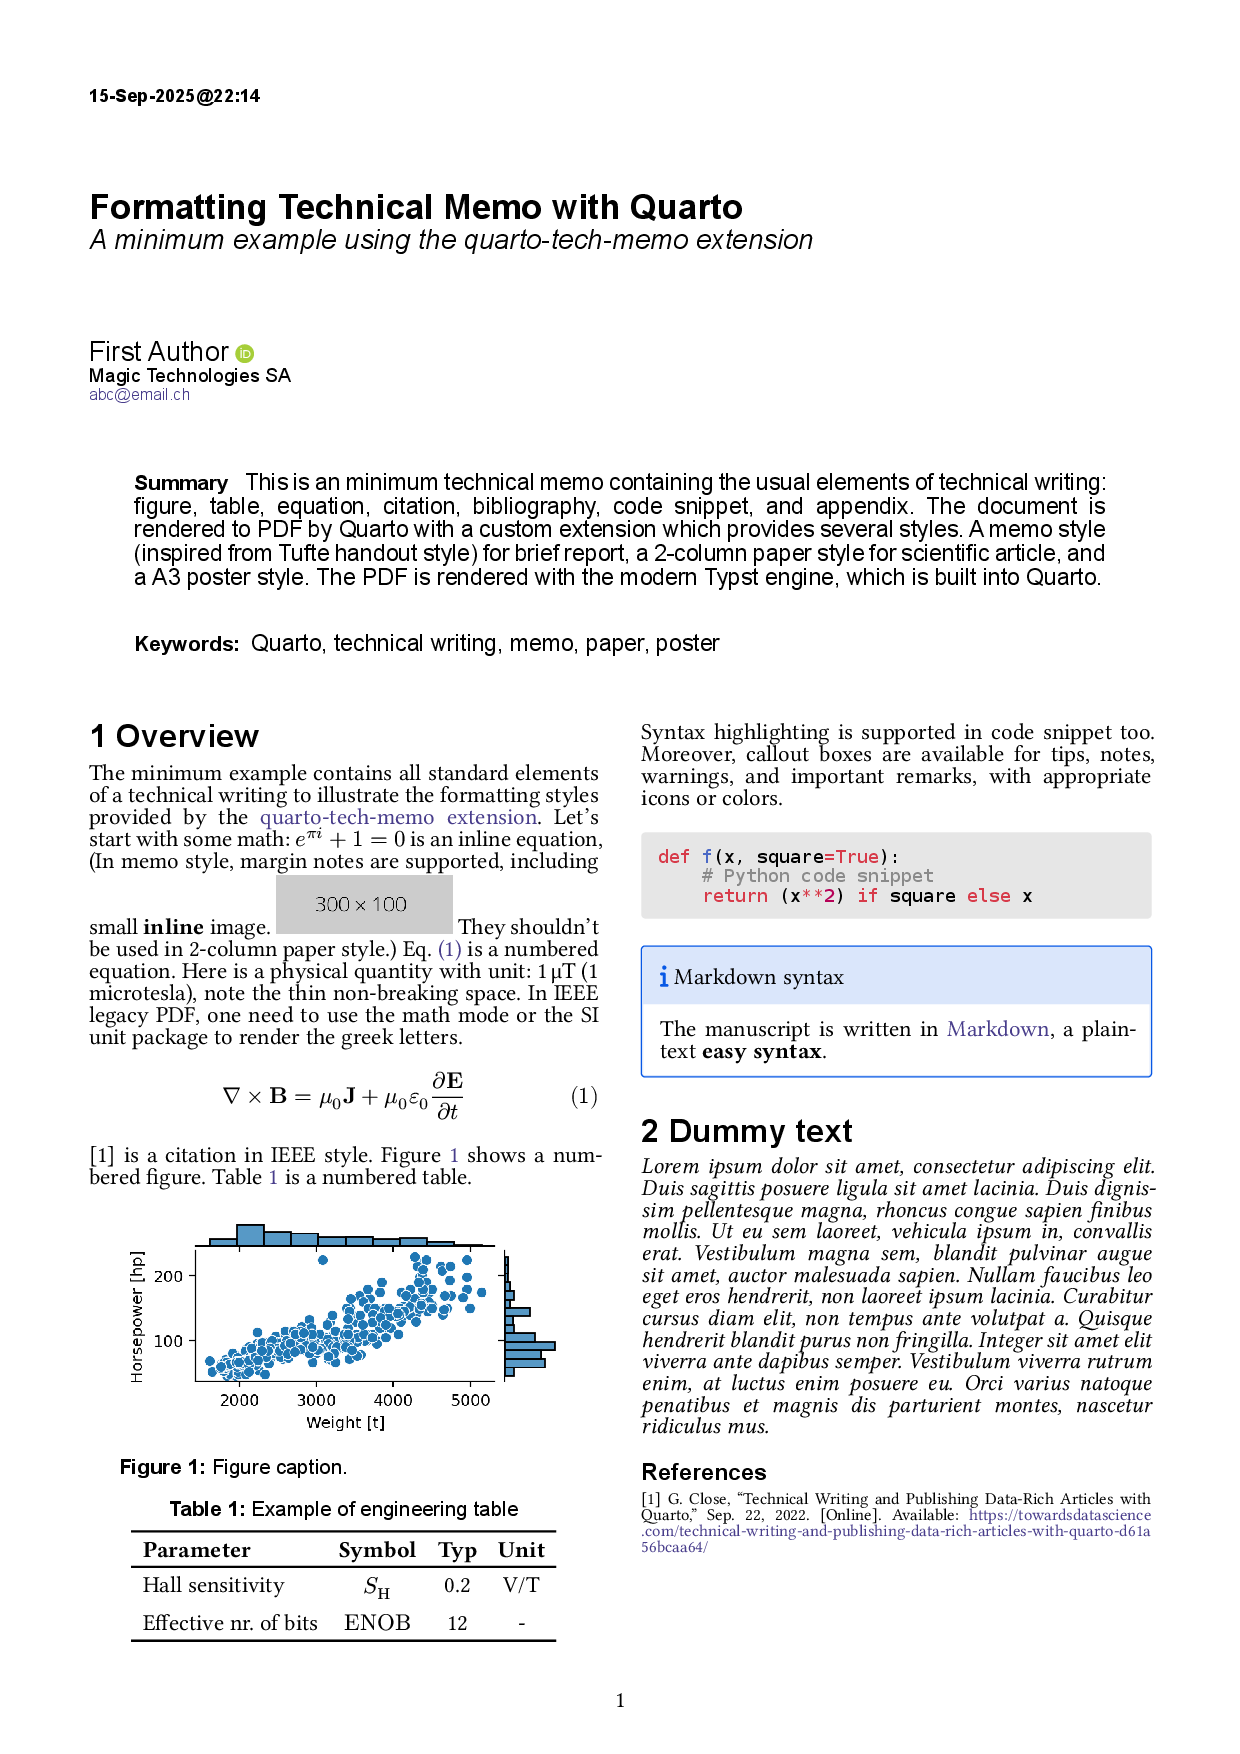 15-Sep-2025@22:14
Formatting Technical Memo with Quarto
A minimum example using the quarto-tech-memo extension
First Author iD
Magic Technologies SA
abc@email.ch
Summary This is an minimum technical memo containing the usual elements of technical writing:
figure, table, equation, citation, bibliography, code snippet, and appendix. The document is
rendered to PDF by Quarto with a custom extension which provides several styles. A memo style
(inspired from Tufte handout style) for brief report, a 2-column paper style for scientific article, and
a A3 poster style. The PDF is rendered with the modern Typst engine, which is built into Quarto.
Keywords: Quarto, technical writing, memo, paper, poster
1 Overview
The minimum example contains all standard elements
of a technical writing to illustrate the formatting styles
provided by the quarto-tech-memo extension. Let's
start with some math: e^{πi} + 1 = 0 is an inline equation,
(In memo style, margin notes are supported, including
300 × 100
small inline image. They shouldn't
be used in 2-column paper style.) Eq. (1) is a numbered
equation. Here is a physical quantity with unit: 1 μT (1
microtesla), note the thin non-breaking space. In IEEE
legacy PDF, one need to use the math mode or the SI
unit package to render the greek letters.
∇ × B = μ₀J + μ₀ε₀ ∂E/∂t (1)
[1] is a citation in IEEE style. Figure 1 shows a num-
bered figure. Table 1 is a numbered table.
Horsepower [hp]
200
100
2000 3000 4000 5000
Weight [t]
Figure 1: Figure caption.
Table 1: Example of engineering table
Parameter Symbol Typ Unit
Hall sensitivity S_H 0.2 V/T
Effective nr. of bits ENOB 12 -
Syntax highlighting is supported in code snippet too.
Moreover, callout boxes are available for tips, notes,
warnings, and important remarks, with appropriate
icons or colors.
def f(x, square=True):
    # Python code snippet
    return (x**2) if square else x
i Markdown syntax
The manuscript is written in Markdown, a plain-
text easy syntax.
2 Dummy text
Lorem ipsum dolor sit amet, consectetur adipiscing elit.
Duis sagittis posuere ligula sit amet lacinia. Duis dignis-
sim pellentesque magna, rhoncus congue sapien finibus
mollis. Ut eu sem laoreet, vehicula ipsum in, convallis
erat. Vestibulum magna sem, blandit pulvinar augue
sit amet, auctor malesuada sapien. Nullam faucibus leo
eget eros hendrerit, non laoreet ipsum lacinia. Curabitur
cursus diam elit, non tempus ante volutpat a. Quisque
hendrerit blandit purus non fringilla. Integer sit amet elit
viverra ante dapibus semper. Vestibulum viverra rutrum
enim, at luctus enim posuere eu. Orci varius natoque
penatibus et magnis dis parturient montes, nascetur
ridiculus mus.
References
[1] G. Close, “Technical Writing and Publishing Data-Rich Articles with
Quarto,” Sep. 22, 2022. [Online]. Available: https://towardsdatascience
.com/technical-writing-and-publishing-data-rich-articles-with-quarto-d61a
56bcaa64/
1